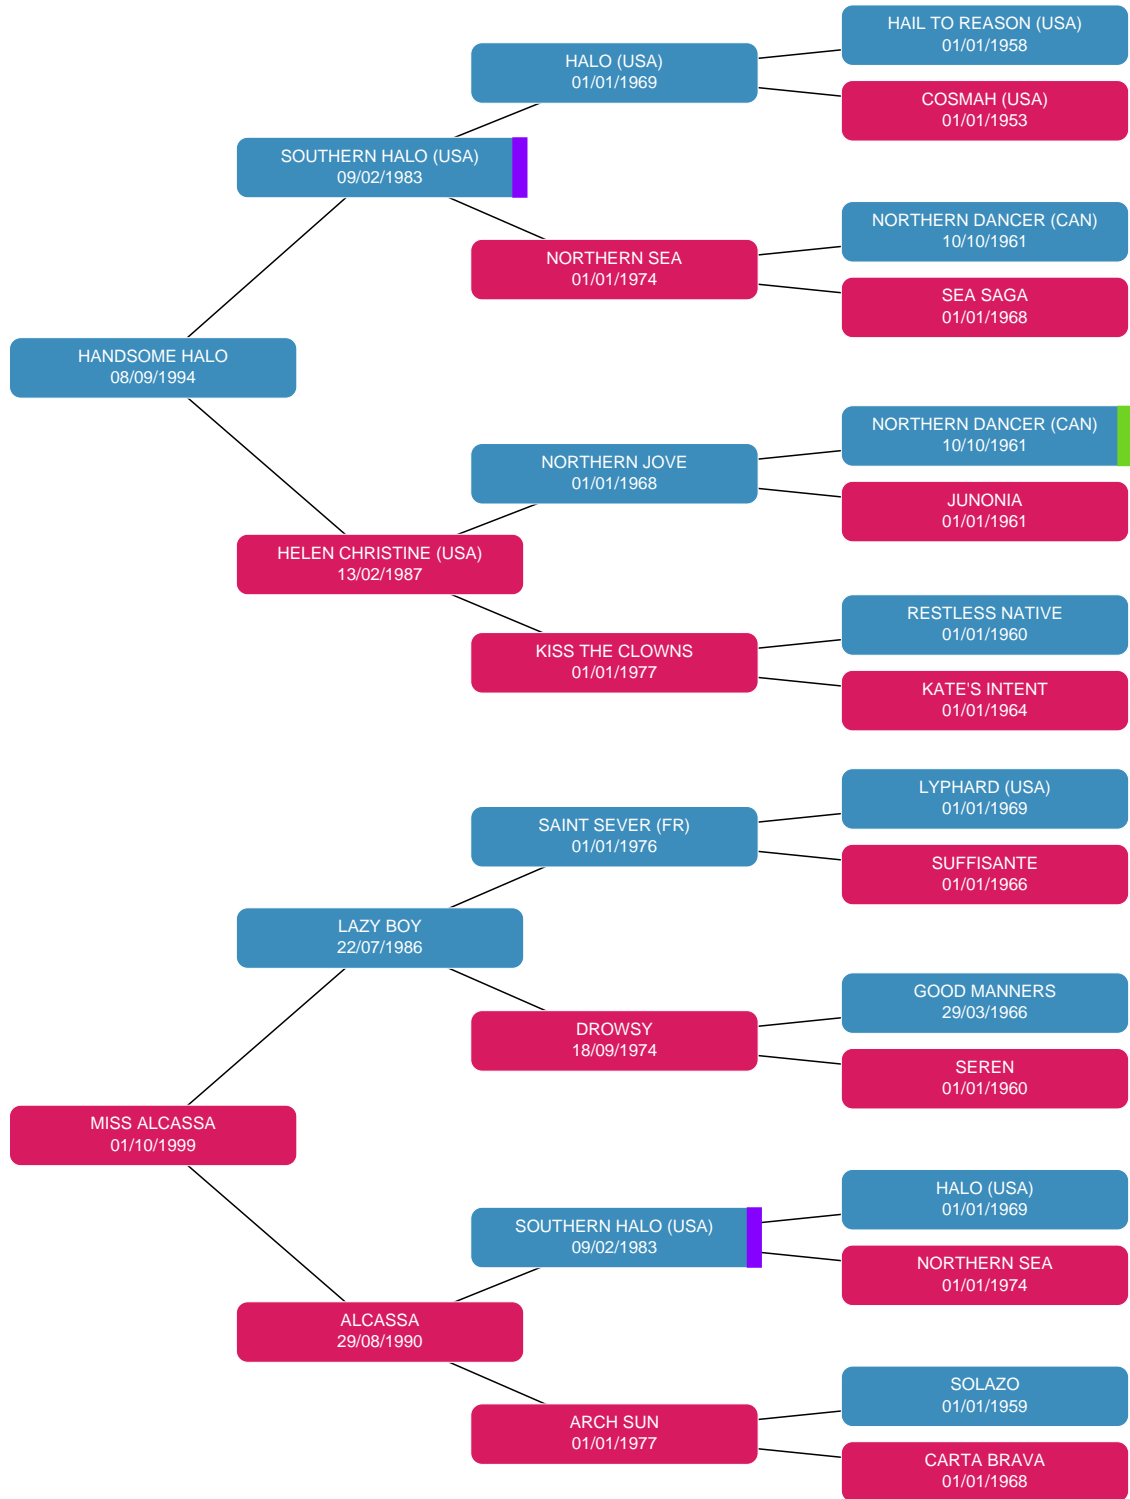 HAIL TO REASON (USA)
01/01/1958
HALO (USA)
01/01/1969
COSMAH (USA)
01/01/1953
SOUTHERN HALO (USA)
09/02/1983
NORTHERN DANCER (CAN)
10/10/1961
NORTHERN SEA
01/01/1974
SEA SAGA
01/01/1968
HANDSOME HALO
08/09/1994
NORTHERN DANCER (CAN)
10/10/1961
NORTHERN JOVE
01/01/1968
JUNONIA
01/01/1961
HELEN CHRISTINE (USA)
13/02/1987
RESTLESS NATIVE
01/01/1960
KISS THE CLOWNS
01/01/1977
KATE'S INTENT
01/01/1964
LYPHARD (USA)
01/01/1969
SAINT SEVER (FR)
01/01/1976
SUFFISANTE
01/01/1966
LAZY BOY
22/07/1986
GOOD MANNERS
29/03/1966
DROWSY
18/09/1974
SEREN
01/01/1960
MISS ALCASSA
01/10/1999
HALO (USA)
01/01/1969
SOUTHERN HALO (USA)
09/02/1983
NORTHERN SEA
01/01/1974
ALCASSA
29/08/1990
SOLAZO
01/01/1959
ARCH SUN
01/01/1977
CARTA BRAVA
01/01/1968